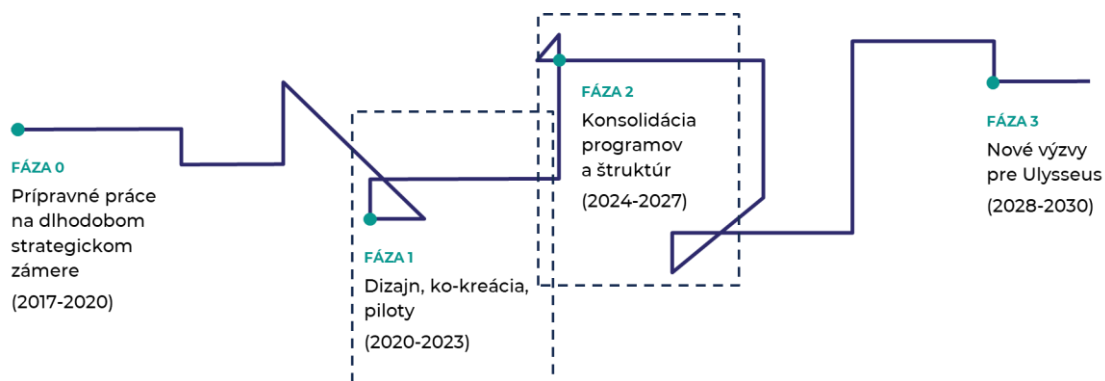 FÁZA 0
Prípravné práce
na dlhodobom
strategickom
zámere
(2017-2020)
FÁZA 1
Dizajn, ko-kreácia,
piloty
(2020-2023)
FÁZA 2
Konsolidácia
programov
a štruktúr
(2024-2027)
FÁZA 3
Nové výzvy
pre Ulysseus
(2028-2030)